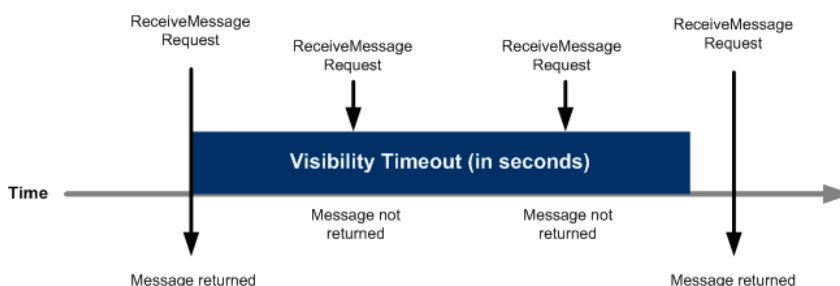 ReceiveMessage
Request
ReceiveMessage
Request
ReceiveMessage
Request
ReceiveMessage
Request
Visibility Timeout (in seconds)
Time
Message not
returned
Message not
returned
Message returned
Message returned